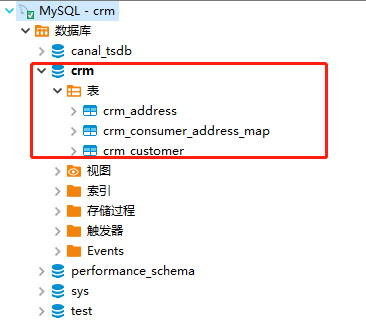 MySQL - crm
数据库
canal_tsdb
crm
表
crm_address
crm_consumer_address_map
crm_customer
视图
索引
存储过程
触发器
Events
performance_schema
sys
test